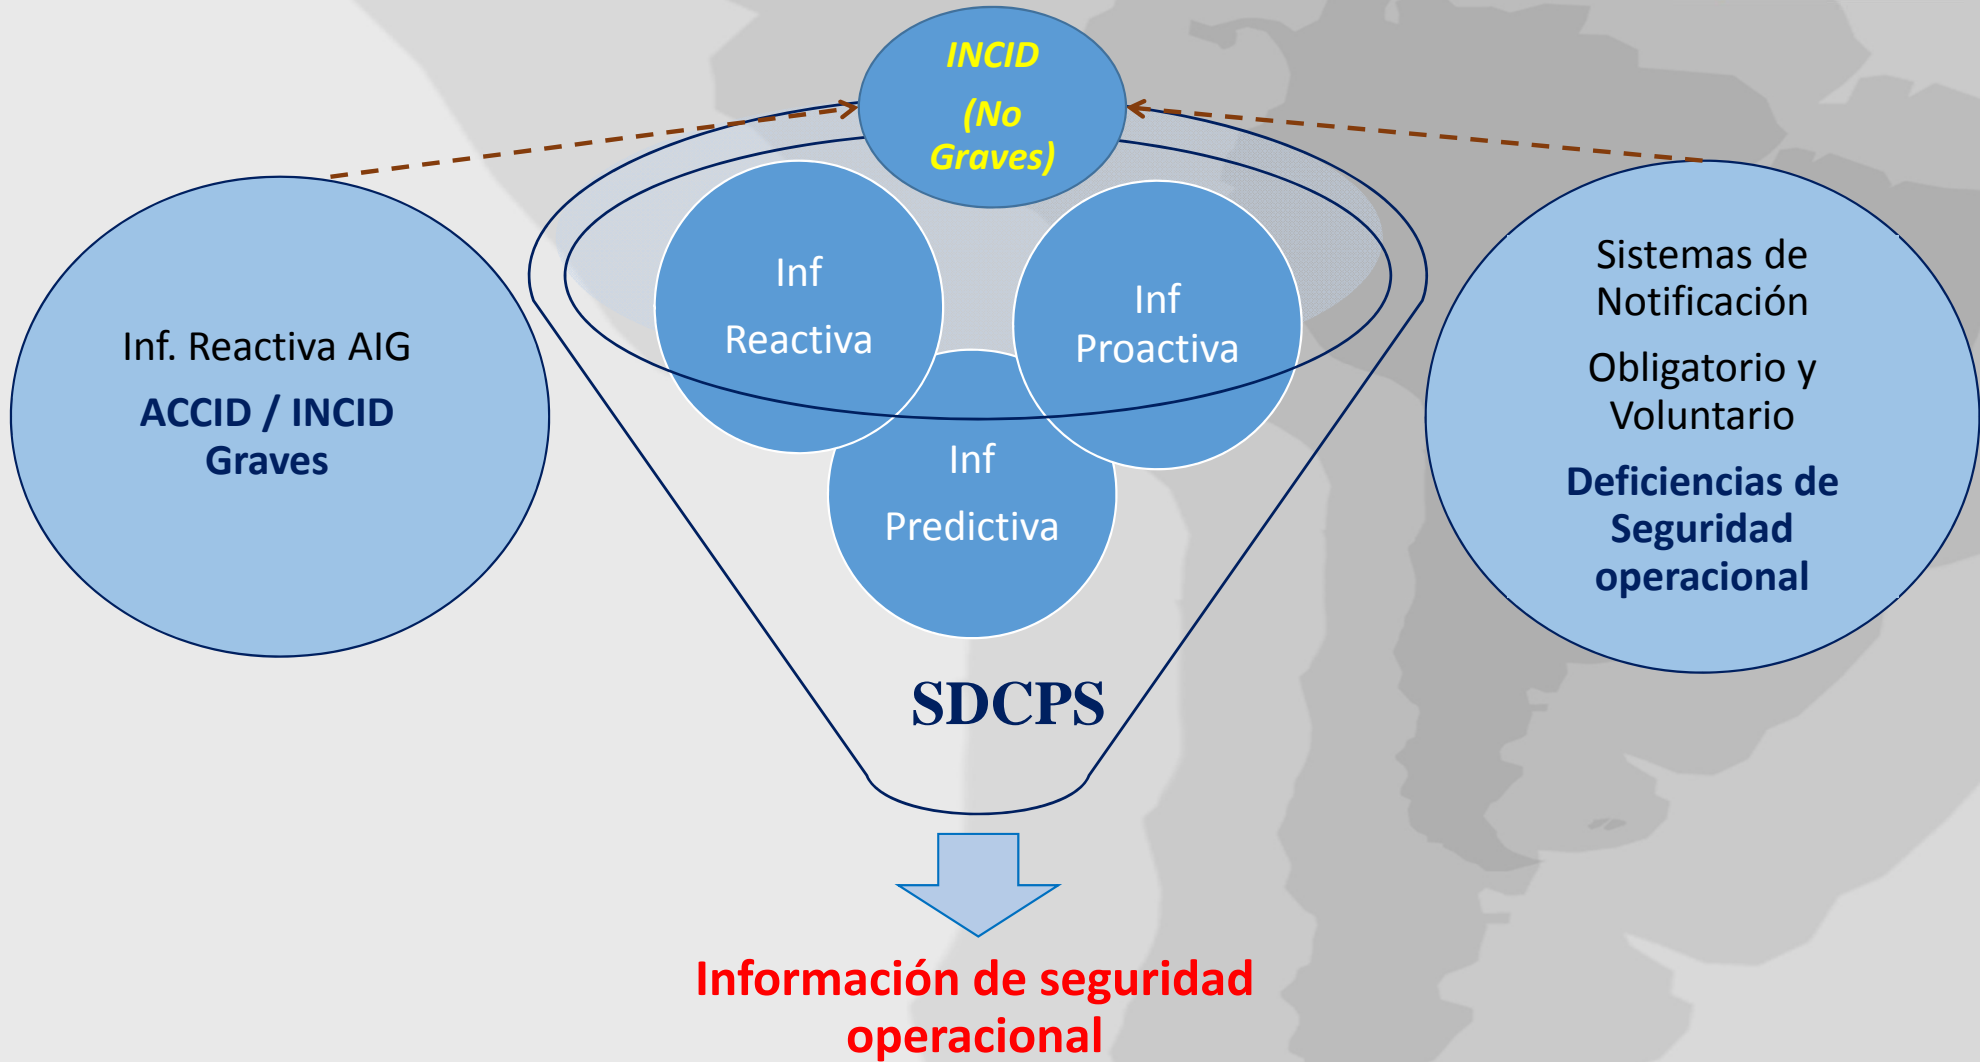 INCID
(No
Graves)
Inf. Reactiva AIG
ACCID / INCID
Graves
Inf
Reactiva
Inf
Proactiva
Inf
Predictiva
SDCPS
Sistemas de
Notificación
Obligatorio y
Voluntario
Deficiencias de
Seguridad
operacional
Información de seguridad
operacional